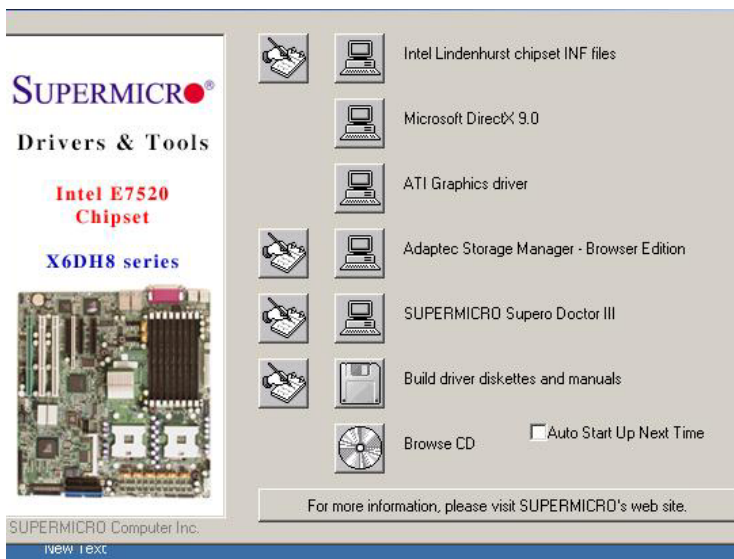 SUPERMICRO®
Drivers & Tools
Intel E7520
Chipset
X6DH8 series
SUPERMICRO Computer Inc.
Intel Lindenhurst chipset INF files
Microsoft DirectX 9.0
ATI Graphics driver
Adaptec Storage Manager - Browser Edition
SUPERMICRO Supero Doctor III
Build driver diskettes and manuals
Browse CD
Auto Start Up Next Time
For more information, please visit SUPERMICRO's web site.
New Text